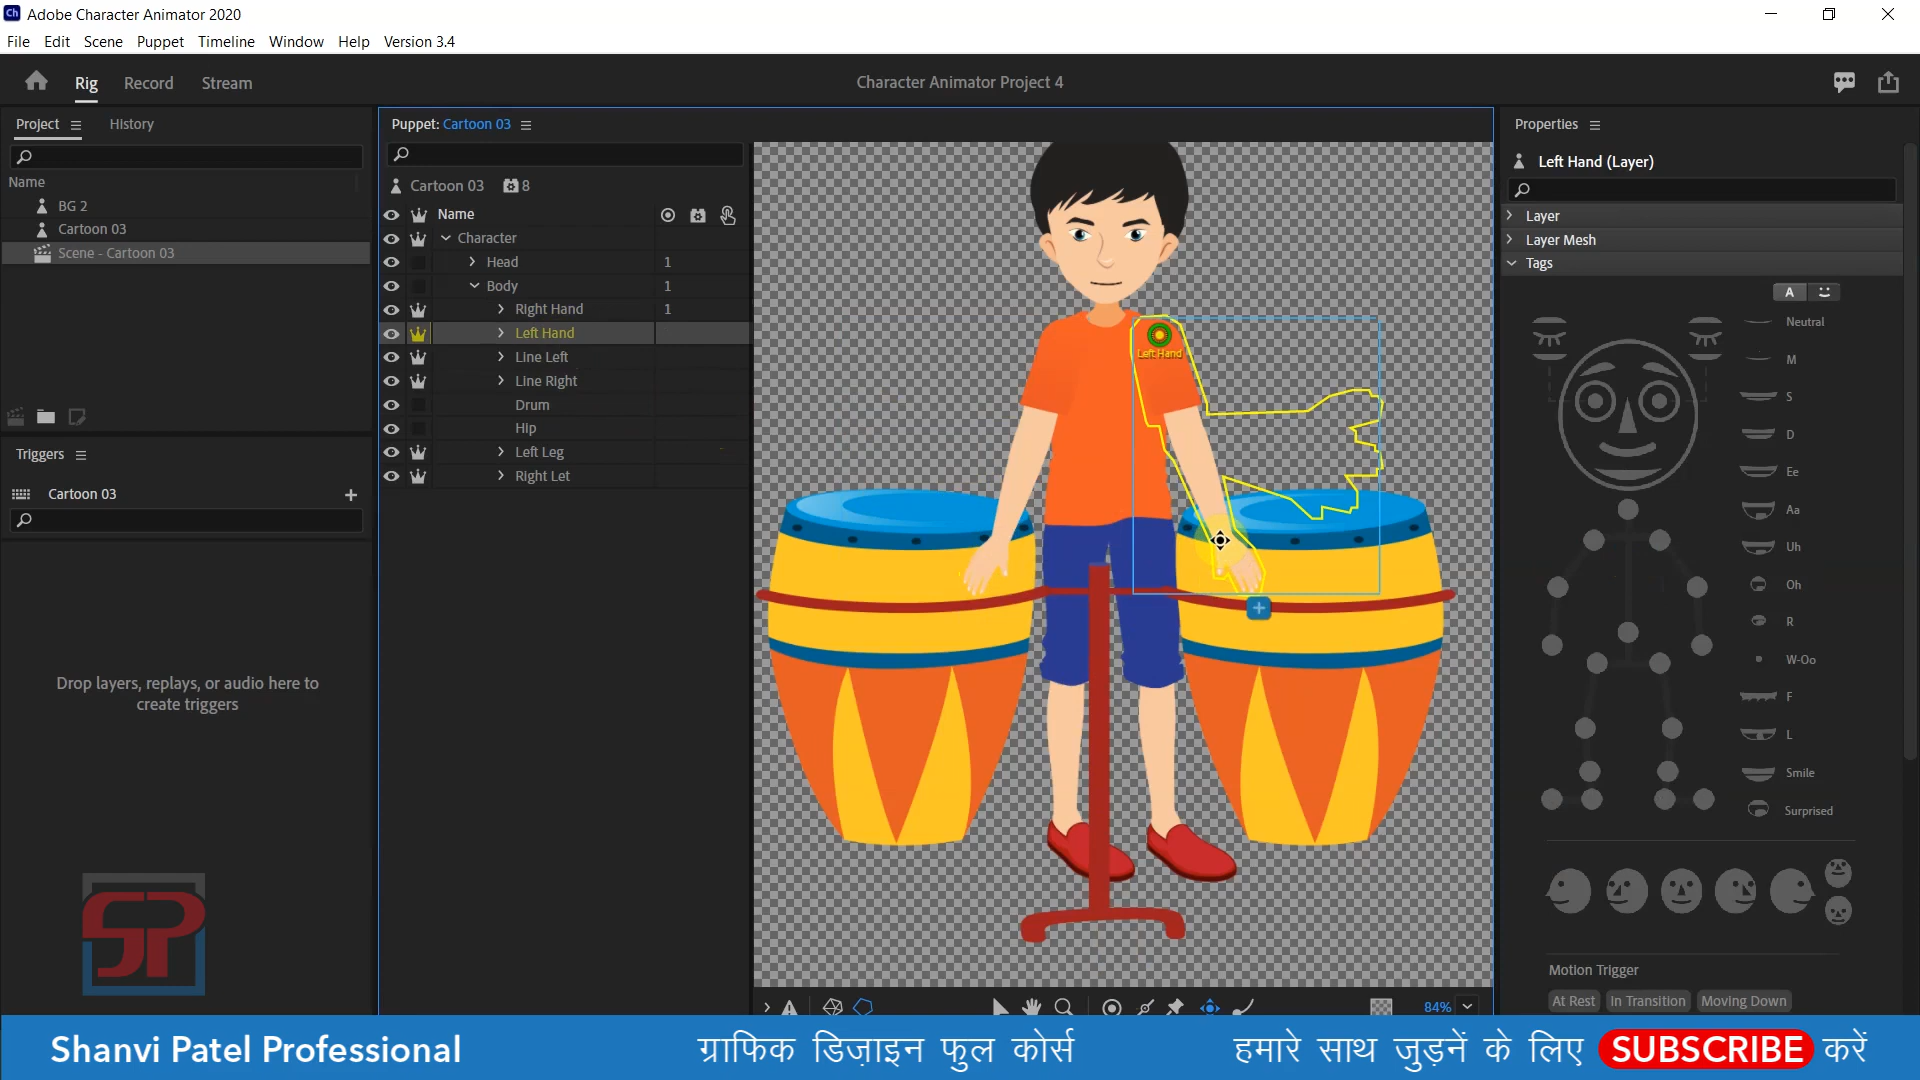 Ch Adobe Character Animator 2020
File Edit Scene Puppet Timeline Window Help Version 3.4
Rig Record Stream
Character Animator Project 4
Project History
Name
BG 2
Cartoon 03
Scene - Cartoon 03
Triggers
Cartoon 03
Drop layers, replays, or audio here to
create triggers
SP
Puppet: Cartoon 03
Cartoon 03 8
Name
Character
Head 1
Body 1
Right Hand 1
Left Hand
Line Left
Line Right
Drum
Hip
Left Leg
Right Let
Left Hand
84%
Properties
Left Hand (Layer)
Layer
Layer Mesh
Tags
A
Neutral
M
S
D
Ee
Aa
Uh
Oh
R
W-Oo
F
L
Smile
Surprised
Motion Trigger
At Rest In Transition Moving Down
Shanvi Patel Professional ग्राफिक डिज़ाइन फुल कोर्स हमारे साथ जुड़नें के लिए SUBSCRIBE करें